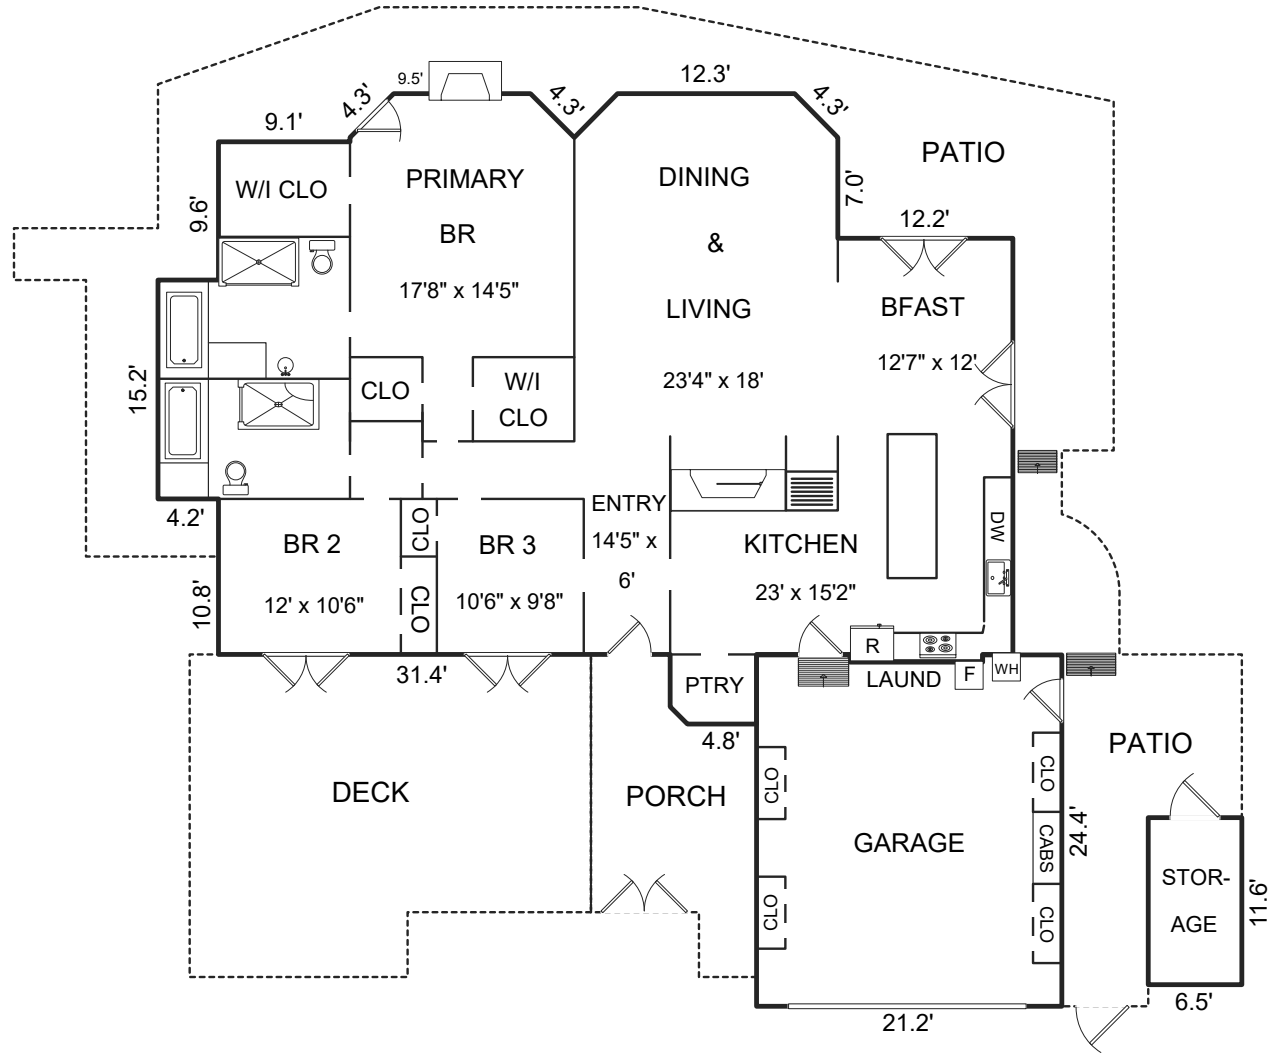 9.5'
12.3'
4.3'
4.3'
4.3'
9.1'
PATIO
W/I CLO
PRIMARY
BR
17'8" x 14'5"
DINING
&
LIVING
23'4" x 18'
7.0'
12.2'
9.6'
BFAST
12'7" x 12'
15.2'
CLO
W/I
CLO
4.2'
ENTRY
14'5" x
6'
BR 2
12' x 10'6"
CLO
CLO
BR 3
10'6" x 9'8"
KITCHEN
23' x 15'2"
DW
10.8'
R
31.4'
PTRY
LAUND
F
WH
4.8'
PATIO
DECK
PORCH
CLO
CLO
GARAGE
CLO
CABS
CLO
24.4'
STOR-
AGE
11.6'
6.5'
21.2'